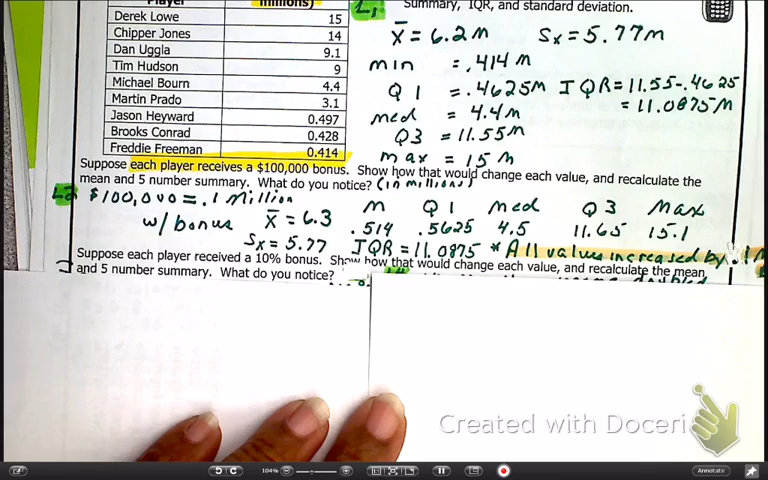 Player millions)
Derek Lowe 15
Chipper Jones 14
Dan Uggla 9.1
Tim Hudson 9
Michael Bourn 4.4
Martin Prado 3.1
Jason Heyward 0.497
Brooks Conrad 0.428
Freddie Freeman 0.414
L1 Summary, IQR, and standard deviation.
x̄ = 6.2m Sx = 5.77m
min = .414 m
Q1 = .4625m IQR = 11.55-.4625
= 11.0875m
med = 4.4m
Q3 = 11.55m
max = 15 m
Suppose each player receives a $100,000 bonus. Show how that would change each value, and recalculate the
mean and 5 number summary. What do you notice? (in millions)
L2 $100,000 = .1 million
w/ bonus x̄ = 6.3
Sx = 5.77
m Q1 med Q3 Max
.514 .5625 4.5 11.65 15.1
IQR = 11.0875 * All values increased by .1
Suppose each player received a 10% bonus. Show how that would change each value, and recalculate the mean,
and 5 number summary. What do you notice?
Created with Doceri
104%
Annotate